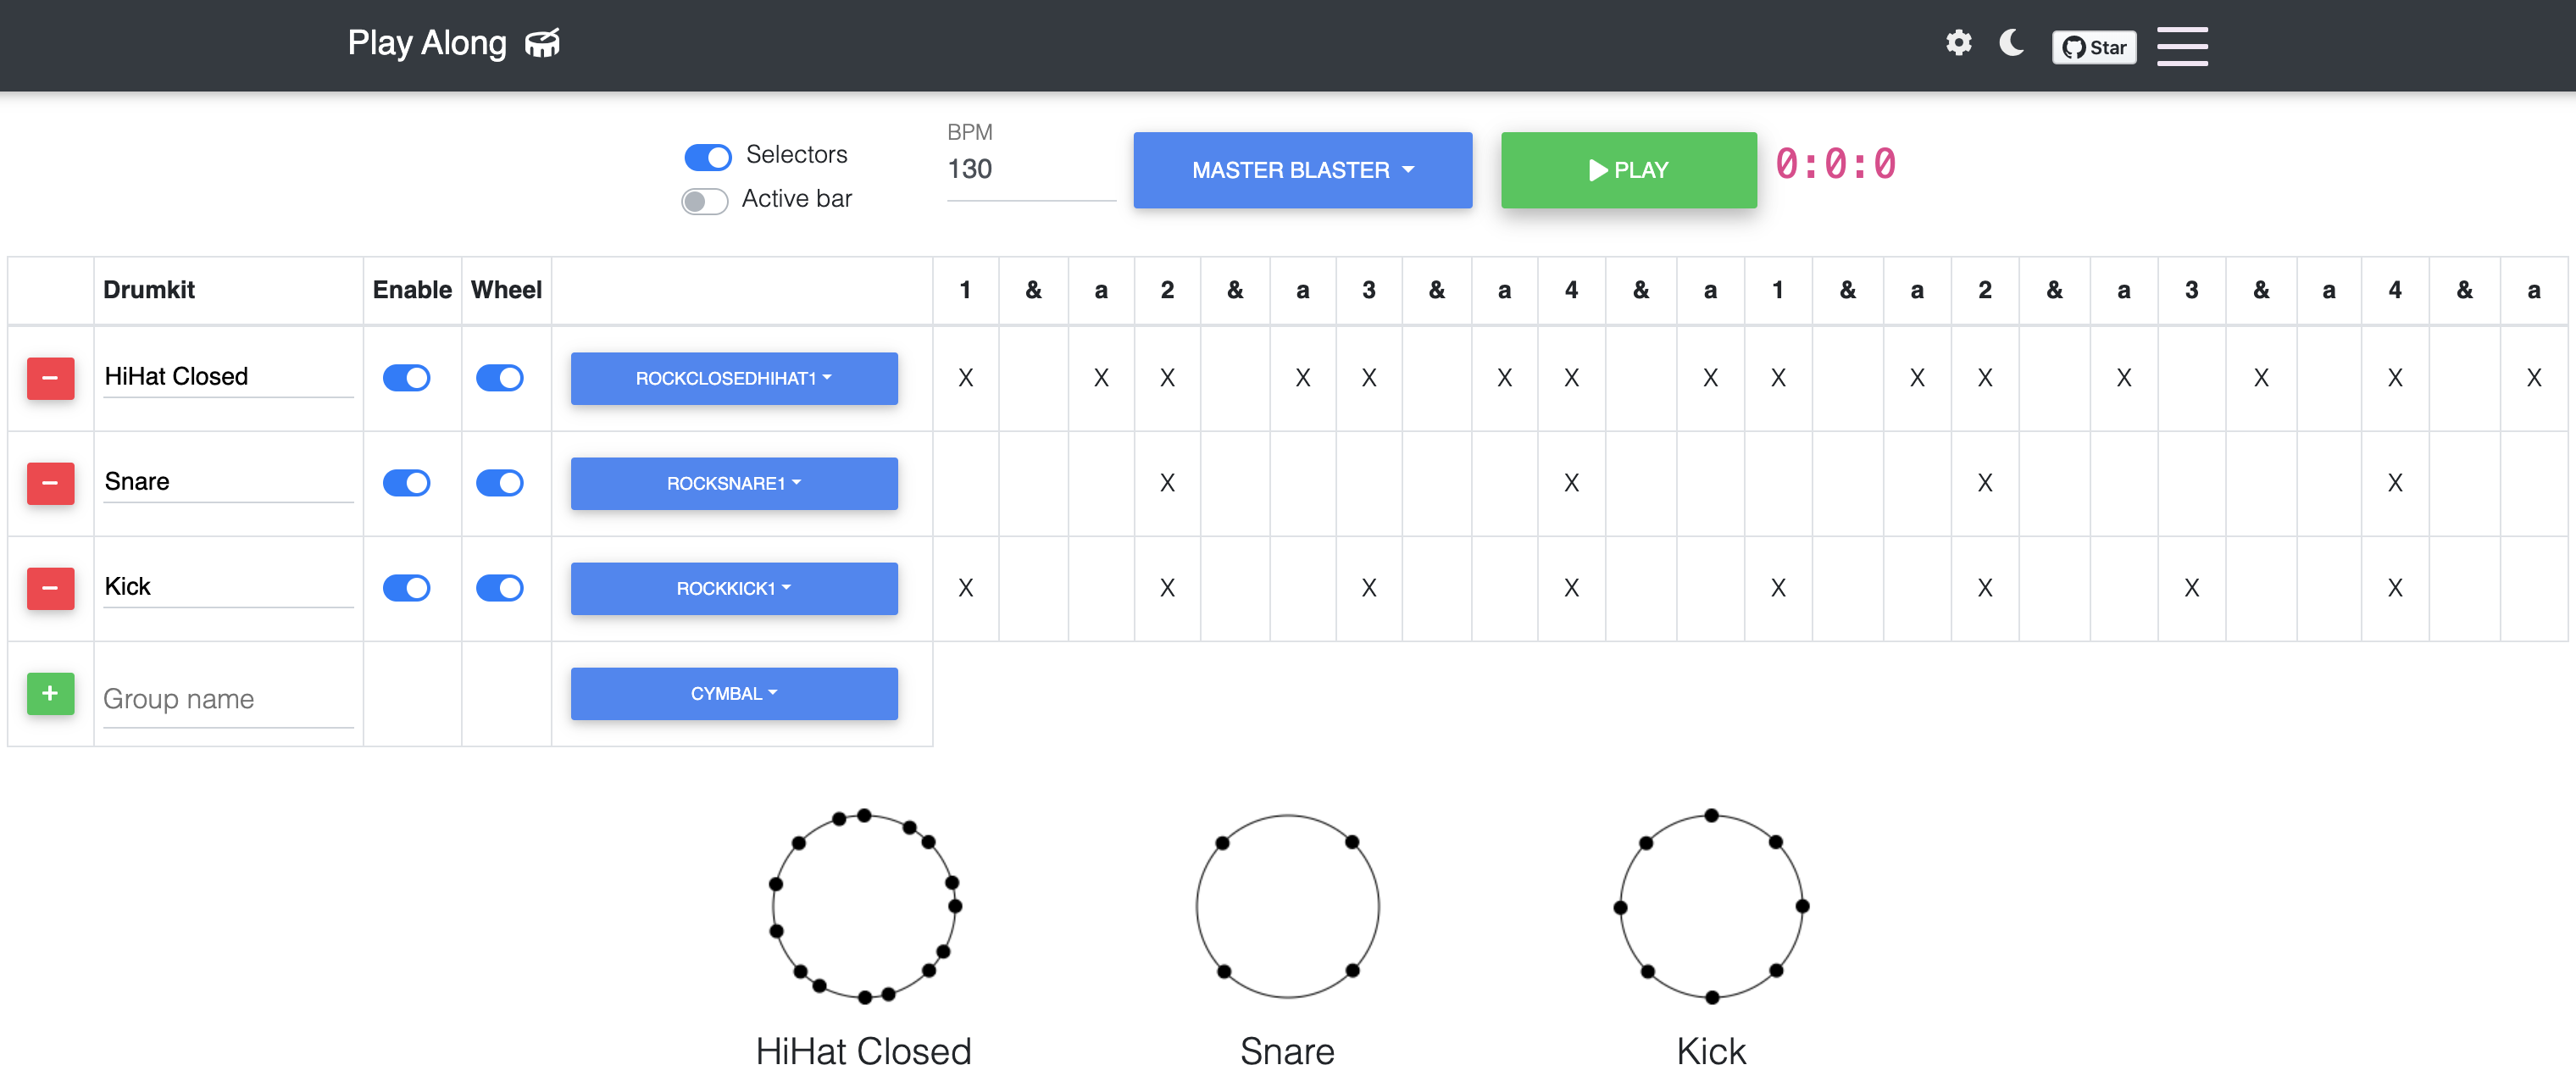 Play Along
Star
Selectors
Active bar
BPM
130
MASTER BLASTER
PLAY
0:0:0
Drumkit Enable Wheel 1 & a 2 & a 3 & a 4 & a 1 & a 2 & a 3 & a 4 & a
HiHat Closed ROCKCLOSEDHIHAT1 X X X X X X X X X X X X X X X
Snare ROCKSNARE1 X X X X
Kick ROCKKICK1 X X X X X X X X
Group name CYMBAL
HiHat Closed Snare Kick